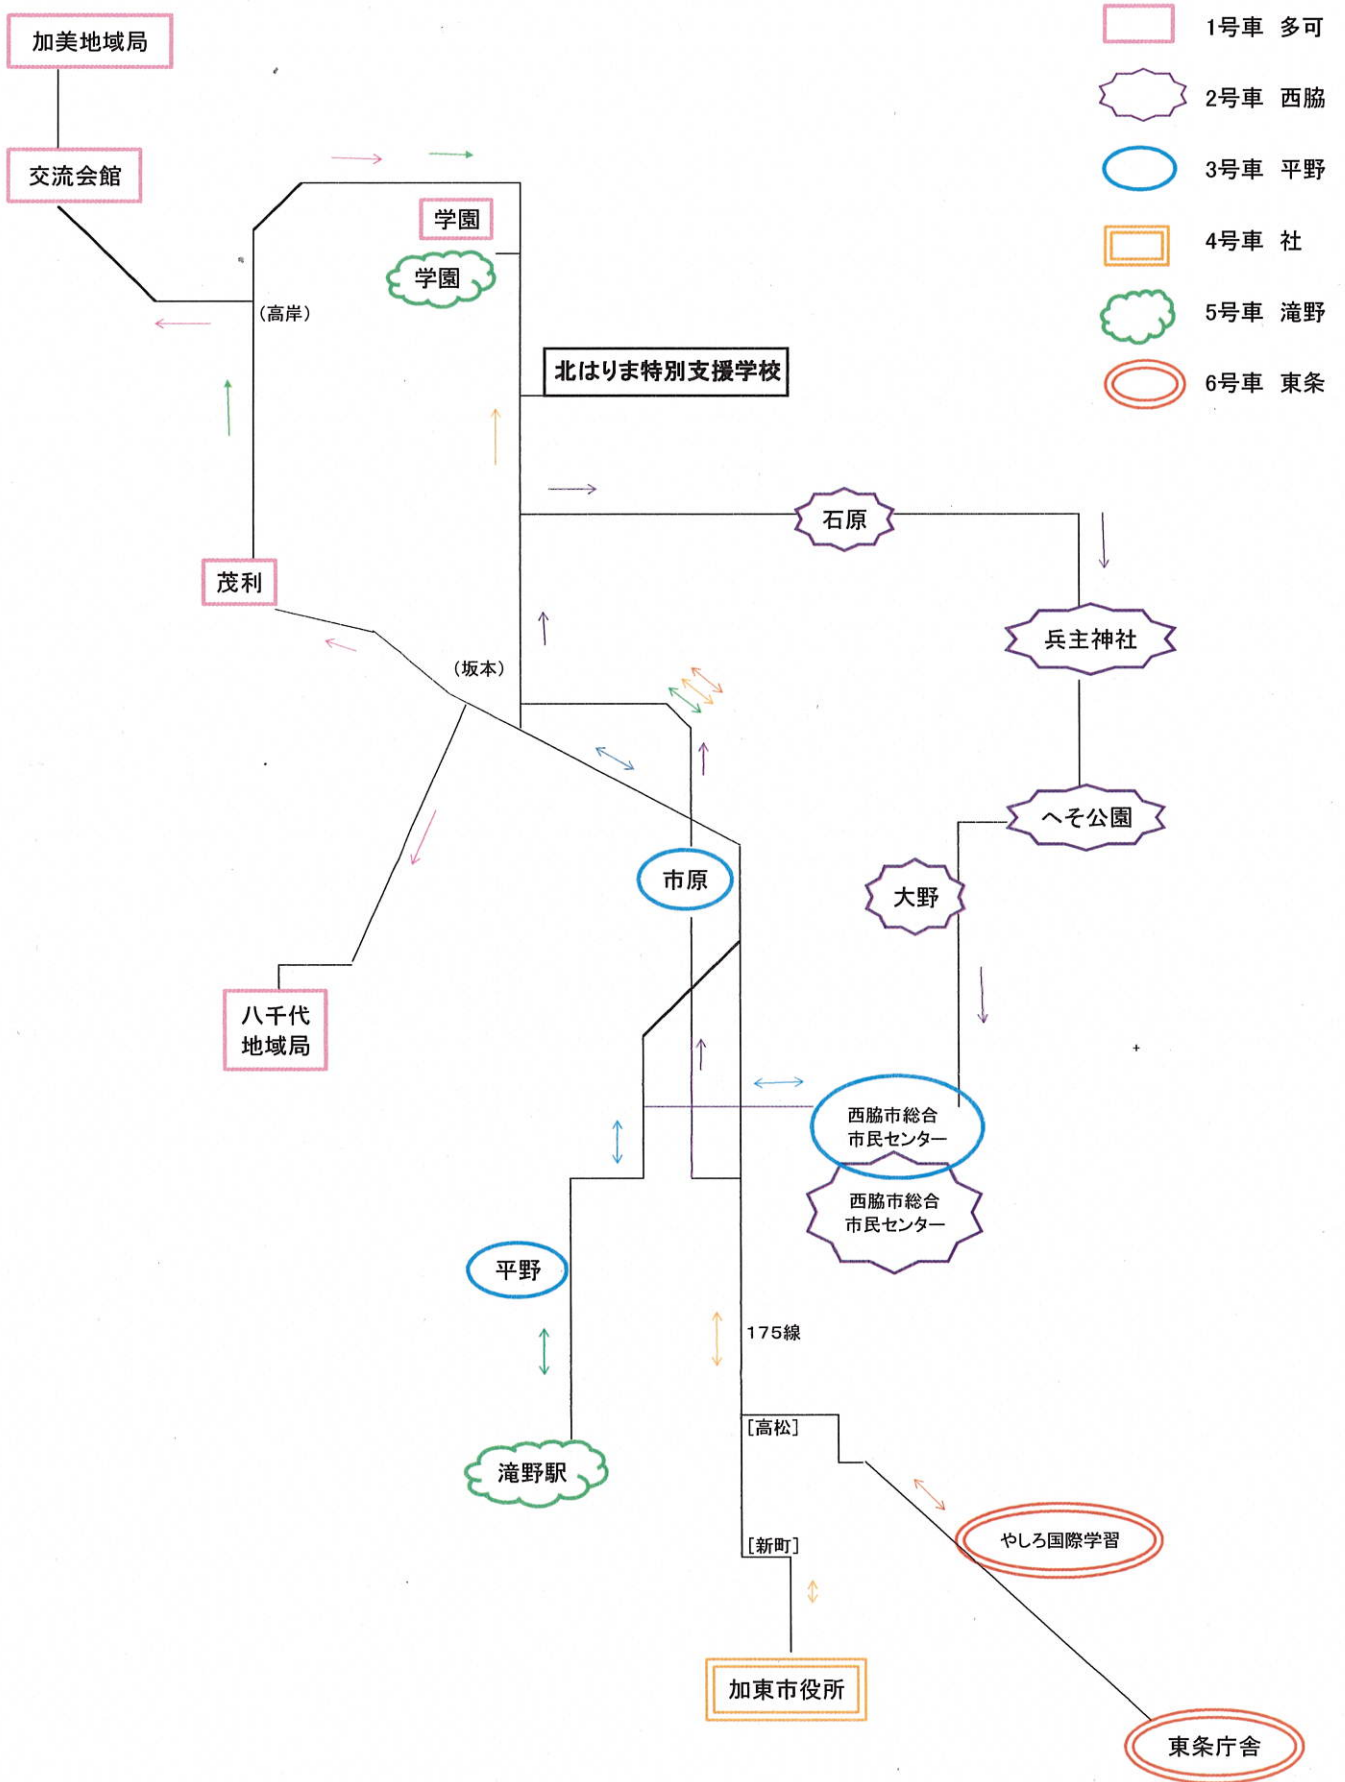 加美地域局
交流会館
学園
学園
(高岸)
北はりま特別支援学校
石原
茂利
兵主神社
(坂本)
へそ公園
市原
大野
八千代
地域局
西脇市総合
市民センター
西脇市総合
市民センター
平野
175線
[高松]
滝野駅
[新町]
やしろ国際学習
加東市役所
東条庁舎
1号車 多可
2号車 西脇
3号車 平野
4号車 社
5号車 滝野
6号車 東条